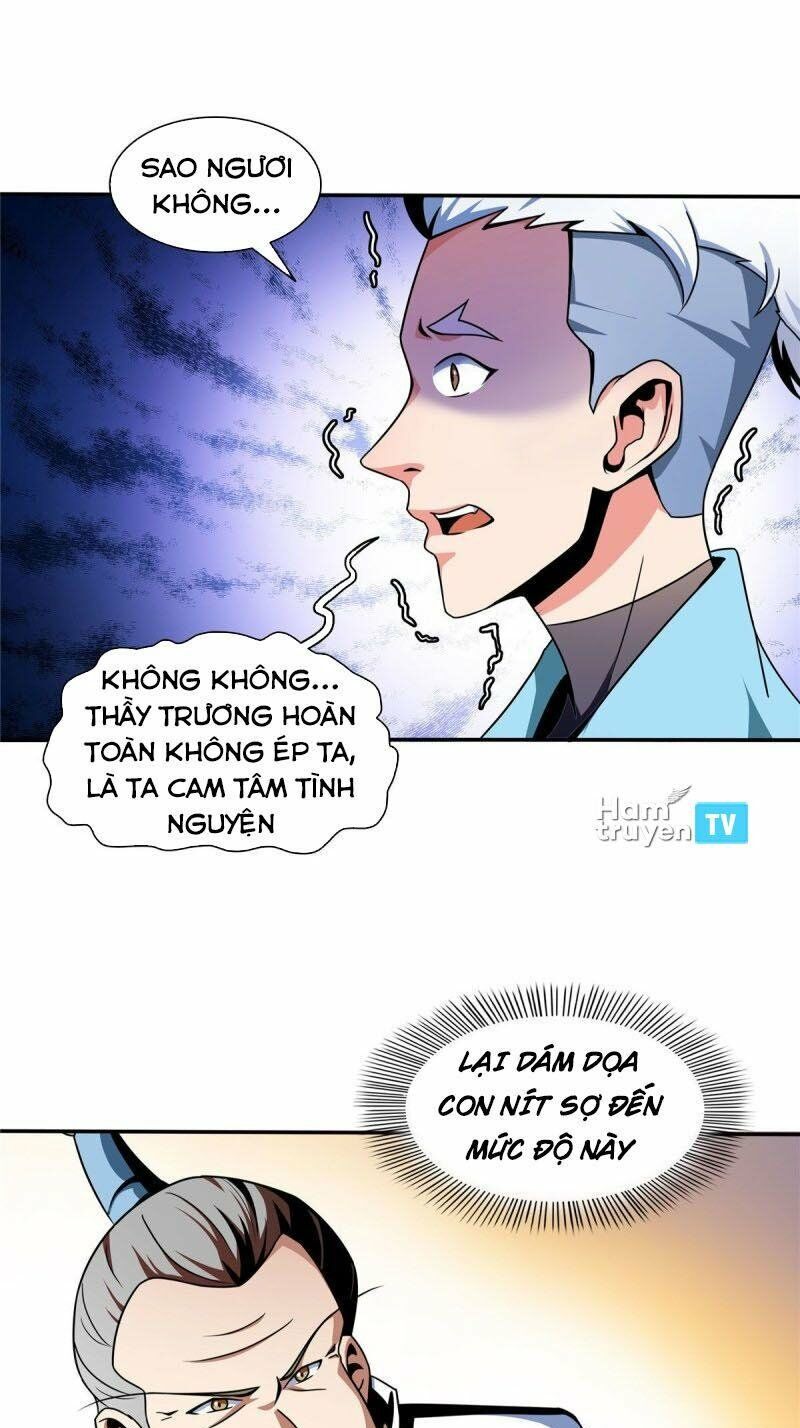 SAO NGƯƠI
KHÔNG...
KHÔNG KHÔNG...
THẦY TRƯƠNG HOÀN
TOÀN KHÔNG ÉP TA,
LÀ TA CAM TÂM TÌNH
NGUYỆN
Ham
truyen TV
LẠI DÁM DỌA
CON NÍT SỢ ĐẾN
MỨC ĐỘ NÀY